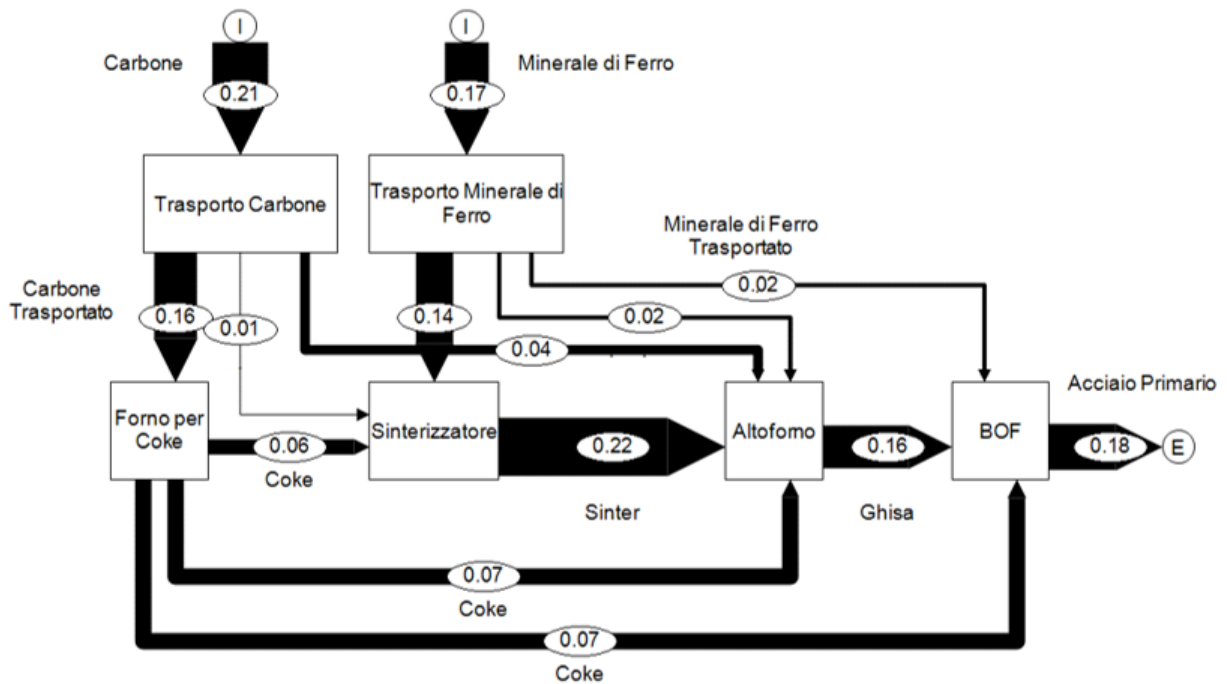 I
I
Carbone
Minerale di Ferro
0.21
0.17
Trasporto Carbone
Trasporto Minerale di
Ferro
Minerale di Ferro
Trasportato
0.02
Carbone
Trasportato
0.16
0.01
0.14
0.02
0.04
Acciaio Primario
Forno per
Coke
0.06
Coke
Sinterizzatore
0.22
Sinter
Altoforno
0.16
Ghisa
BOF
0.18
E
0.07
Coke
0.07
Coke